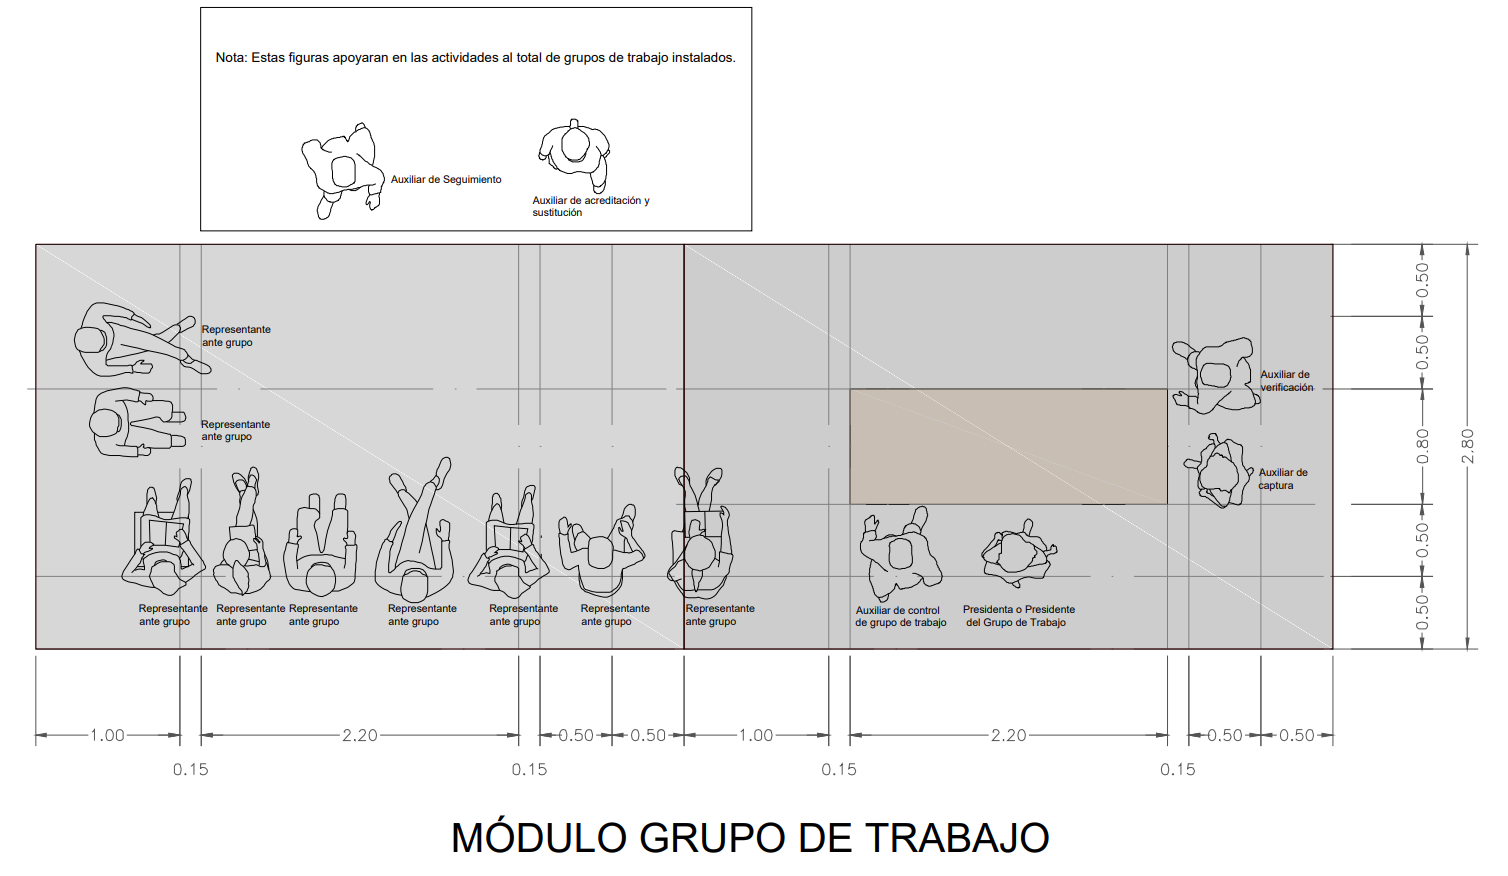 Nota: Estas figuras apoyaran en las actividades al total de grupos de trabajo instalados.
Auxiliar de Seguimiento
Auxiliar de acreditación y
sustitución
Representante
ante grupo
Representante
ante grupo
Representante
ante grupo
Representante
ante grupo
Representante
ante grupo
Representante
ante grupo
Representante
ante grupo
Representante
ante grupo
Representante
ante grupo
Auxiliar de control
de grupo de trabajo
Presidenta o Presidente
del Grupo de Trabajo
Auxiliar de
verificación
Auxiliar de
captura
0.50
0.50
0.80
0.50
0.50
2.80
1.00
2.20
0.50
0.50
1.00
2.20
0.50
0.50
0.15
0.15
0.15
0.15
MÓDULO GRUPO DE TRABAJO